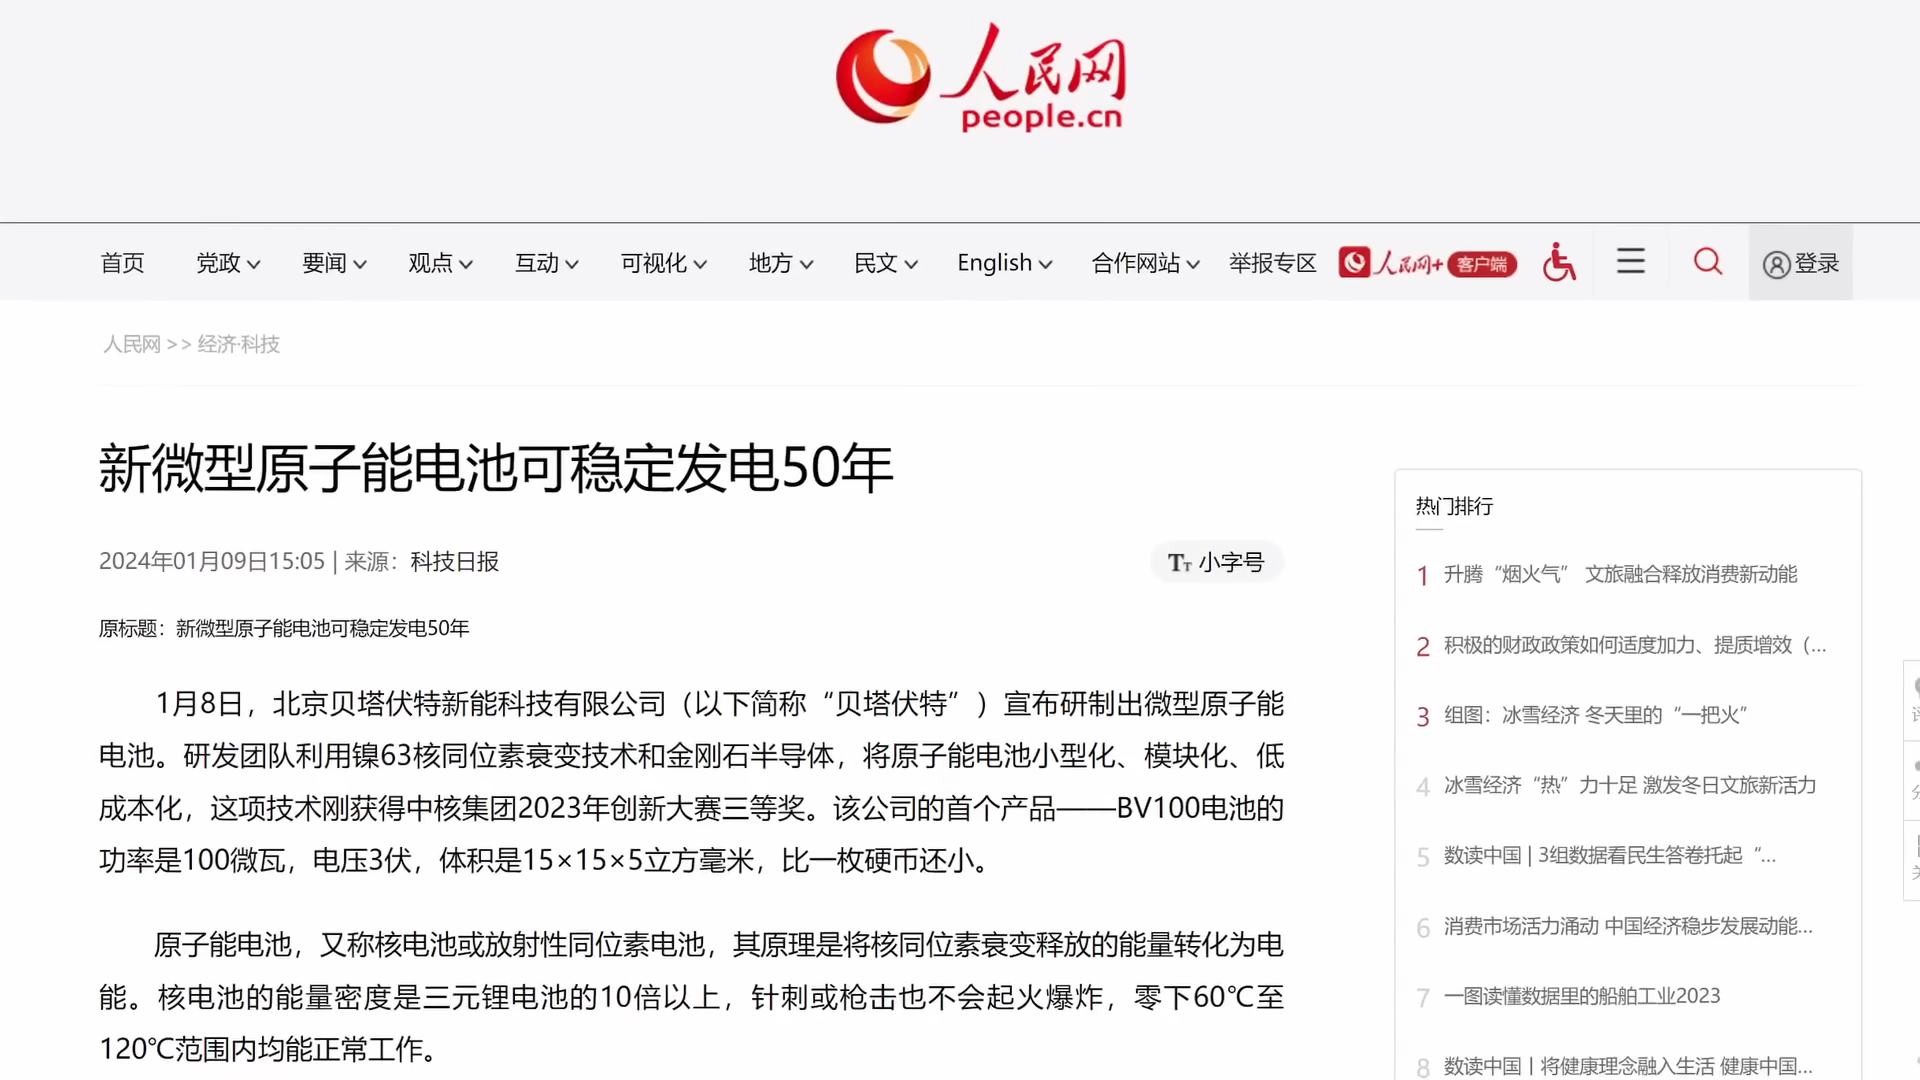 人民网
people.cn
首页 党政 要闻 观点 互动 可视化 地方 民文 English 合作网站 举报专区 人民网+ 客户端 登录
人民网 >> 经济·科技
新微型原子能电池可稳定发电50年
2024年01月09日15:05 | 来源：科技日报
小字号
原标题：新微型原子能电池可稳定发电50年
1月8日，北京贝塔伏特新能科技有限公司（以下简称“贝塔伏特”）宣布研制出微型原子能
电池。研发团队利用镍63核同位素衰变技术和金刚石半导体，将原子能电池小型化、模块化、低
成本化，这项技术刚获得中核集团2023年创新大赛三等奖。该公司的首个产品——BV100电池的
功率是100微瓦，电压3伏，体积是15×15×5立方毫米，比一枚硬币还小。
原子能电池，又称核电池或放射性同位素电池，其原理是将核同位素衰变释放的能量转化为电
能。核电池的能量密度是三元锂电池的10倍以上，针刺或枪击也不会起火爆炸，零下60℃至
120℃范围内均能正常工作。
热门排行
1 升腾“烟火气” 文旅融合释放消费新动能
2 积极的财政政策如何适度加力、提质增效（...
3 组图：冰雪经济 冬天里的“一把火”
4 冰雪经济“热”力十足 激发冬日文旅新活力
5 数读中国 | 3组数据看民生答卷托起“...
6 消费市场活力涌动 中国经济稳步发展动能...
7 一图读懂数据里的船舶工业2023
8 数读中国丨将健康理念融入生活 健康中国...